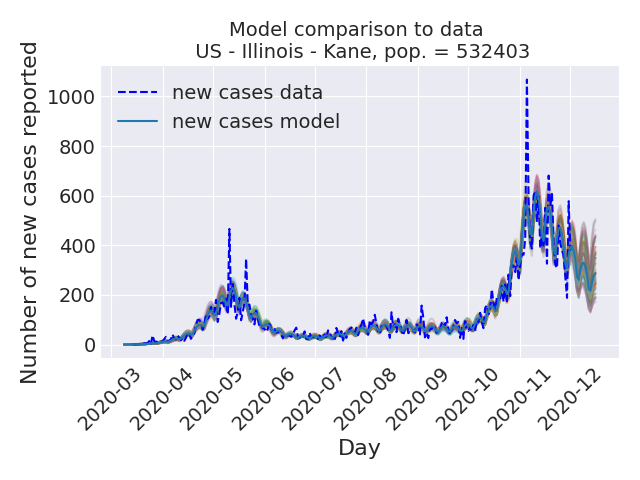 Model comparison to data
US - Illinois - Kane, pop. = 532403
new cases data
new cases model
Number of new cases reported
1000
800
600
400
200
0
2020-03
2020-04
2020-05
2020-06
2020-07
2020-08
2020-09
2020-10
2020-11
2020-12
Day